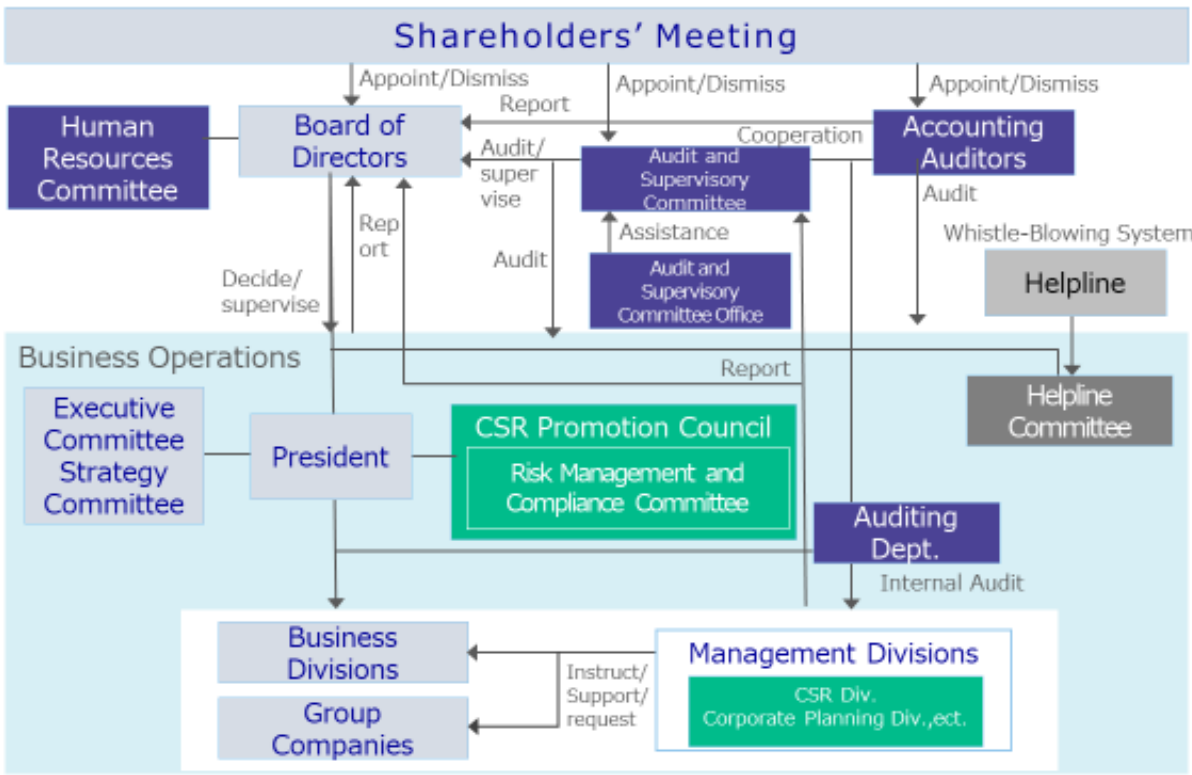 Shareholders' Meeting
Appoint/Dismiss
Appoint/Dismiss
Appoint/Dismiss
Human
Resources
Committee
Board of
Directors
Report
Cooperation
Accounting
Auditors
Audit/
super
vise
Audit and
Supervisory
Committee
Audit
Rep
ort
Assistance
Whistle-Blowing System
Audit
Audit and
Supervisory
Committee Office
Helpline
Decide/
supervise
Business Operations
Report
Executive
Committee
Strategy
Committee
President
CSR Promotion Council
Risk Management and
Compliance Committee
Helpline
Committee
Auditing
Dept.
Internal Audit
Business
Divisions
Instruct/
Support/
request
Management Divisions
CSR Div.
Corporate Planning Div.,ect.
Group
Companies